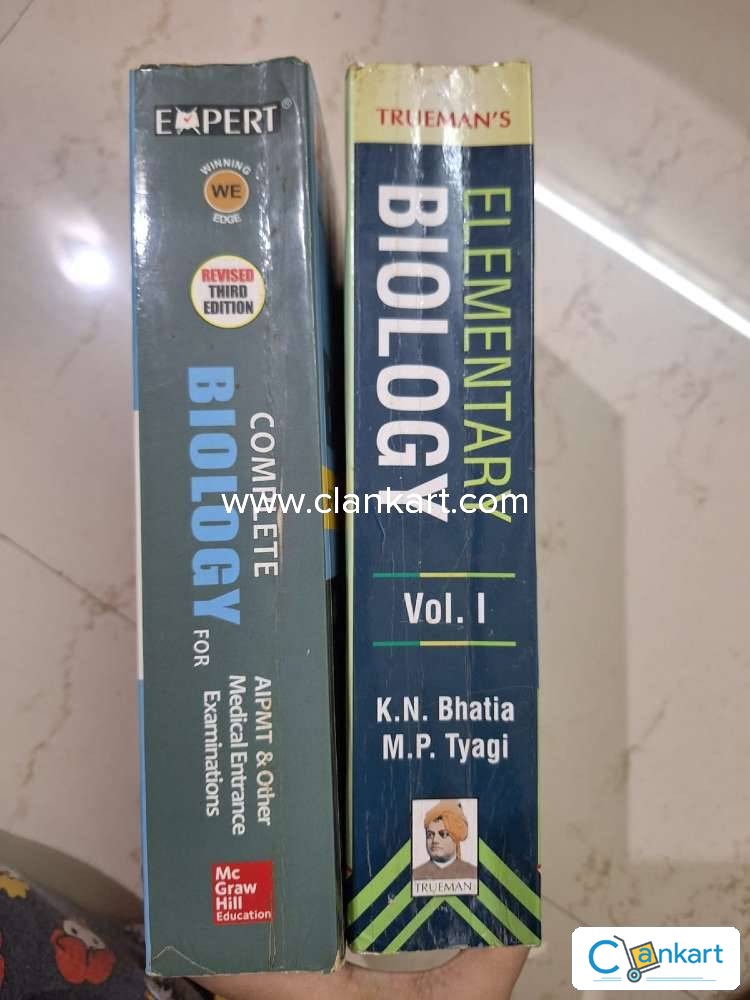 EXPERT®
WINNING
WE
EDGE
REVISED
THIRD
EDITION
COMPLETE
BIOLOGY
FOR
AIPMT & Other
Medical Entrance
Examinations
Mc
Graw
Hill
Education
TRUEMAN'S
ELEMENTARY
BIOLOGY
Vol. I
K.N. Bhatia
M.P. Tyagi
TRUEMAN
www.clankart.com
Clankart